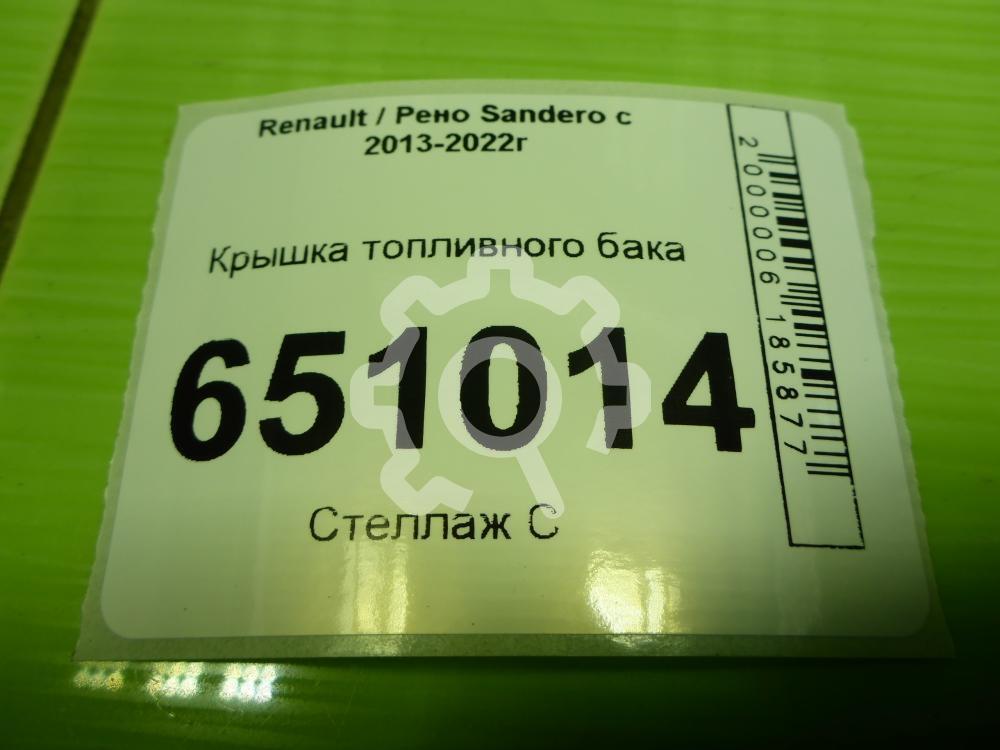 Renault / Рено Sandero с
2013-2022г
Крышка топливного бака
651014
Стеллаж С
2000006185877